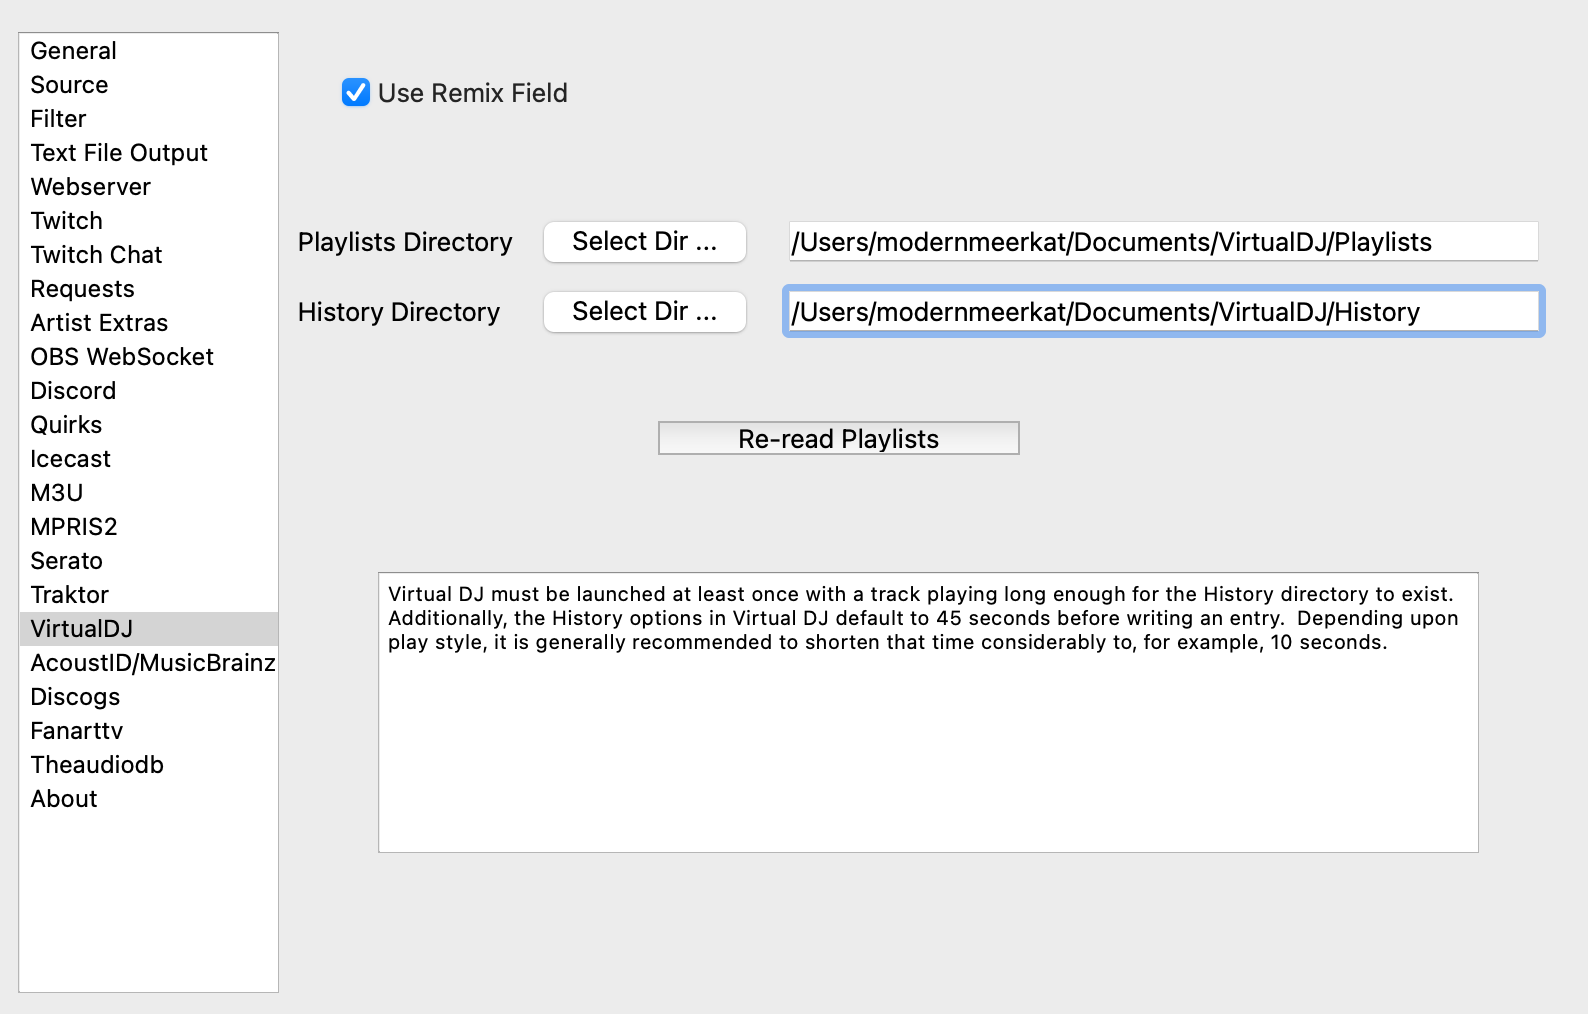 General
Source
Filter
Text File Output
Webserver
Twitch
Twitch Chat
Requests
Artist Extras
OBS WebSocket
Discord
Quirks
Icecast
M3U
MPRIS2
Serato
Traktor
VirtualDJ
AcoustID/MusicBrainz
Discogs
Fanarttv
Theaudiodb
About
Use Remix Field
Playlists Directory Select Dir ... /Users/modernmeerkat/Documents/VirtualDJ/Playlists
History Directory Select Dir ... /Users/modernmeerkat/Documents/VirtualDJ/History
Re-read Playlists
Virtual DJ must be launched at least once with a track playing long enough for the History directory to exist.
Additionally, the History options in Virtual DJ default to 45 seconds before writing an entry.  Depending upon
play style, it is generally recommended to shorten that time considerably to, for example, 10 seconds.